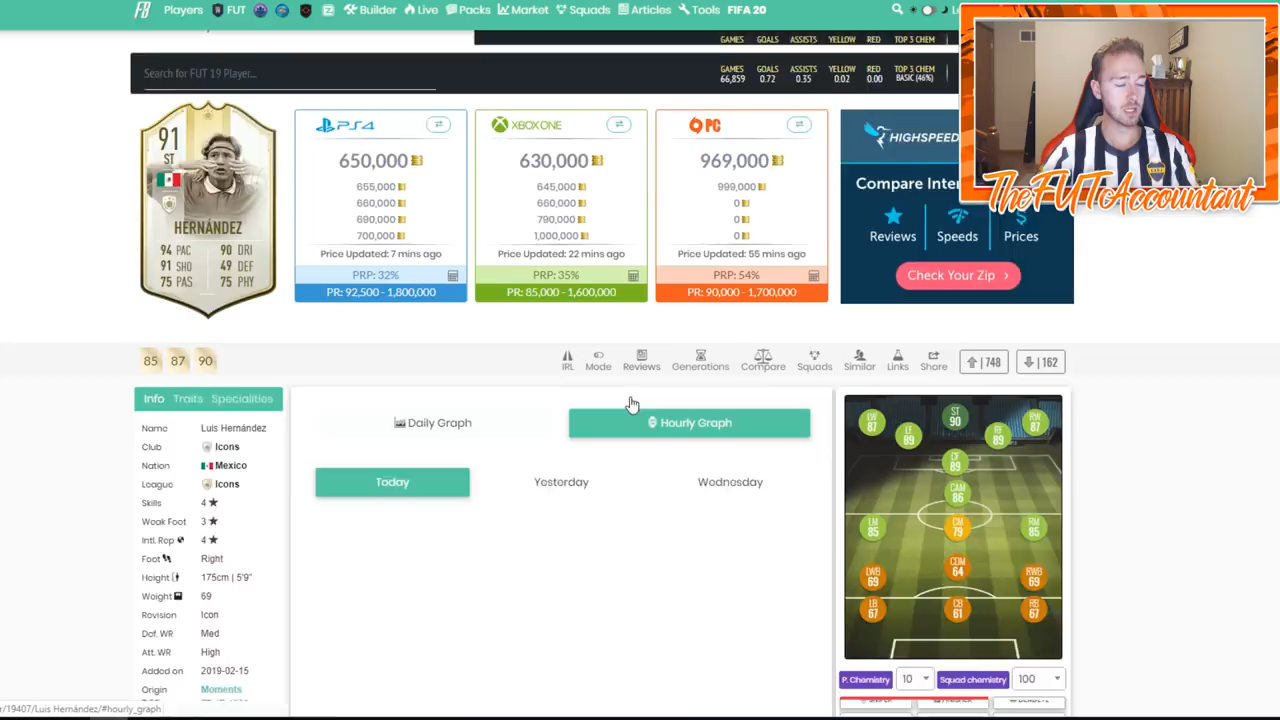 FB Players FUT Builder Live Packs Market Squads Articles Tools FIFA 20
GAMES GOALS ASSISTS YELLOW RED TOP 3 CHEM
Search for FUT 19 Player...
GAMES GOALS ASSISTS YELLOW RED TOP 3 CHEM
66,859 0.72 0.35 0.02 0.00 BASIC (46%)
91
ST
HERNÁNDEZ
94 PAC 90 DRI
91 SHO 49 DEF
75 PAS 75 PHY
PS4
650,000
655,000
660,000
690,000
700,000
Price Updated: 7 mins ago
PRP: 32%
PR: 92,500 - 1,800,000
XBOX ONE
630,000
645,000
660,000
790,000
1,000,000
Price Updated: 22 mins ago
PRP: 35%
PR: 85,000 - 1,600,000
PC
969,000
999,000
0
0
0
Price Updated: 55 mins ago
PRP: 54%
PR: 90,000 - 1,700,000
HIGHSPEED
Compare Inter
Reviews Speeds Prices
Check Your Zip >
TheFUTAccountant
85 87 90
IRL Mode Reviews Generations Compare Squads Similar Links Share | 748 | 162
Info Traits Specialities
Name Luis Hernández
Club Icons
Nation Mexico
League Icons
Skills 4
Weak Foot 3
Intl. Rep 4
Foot Right
Height 175cm | 5'9"
Weight 69
Revision Icon
Def. WR Med
Att. WR High
Added on 2019-02-15
Origin Moments
Daily Graph Hourly Graph
Today Yesterday Wednesday
LW 87
ST 90
RW 87
LF 89
RF 89
CF 89
CAM 86
LM 85
CM 79
RM 85
LWB 69
CDM 64
RWB 69
LB 67
CB 61
RB 67
P. Chemistry 10 Squad chemistry 100
r/19407/Luis Hernández/#hourly_graph